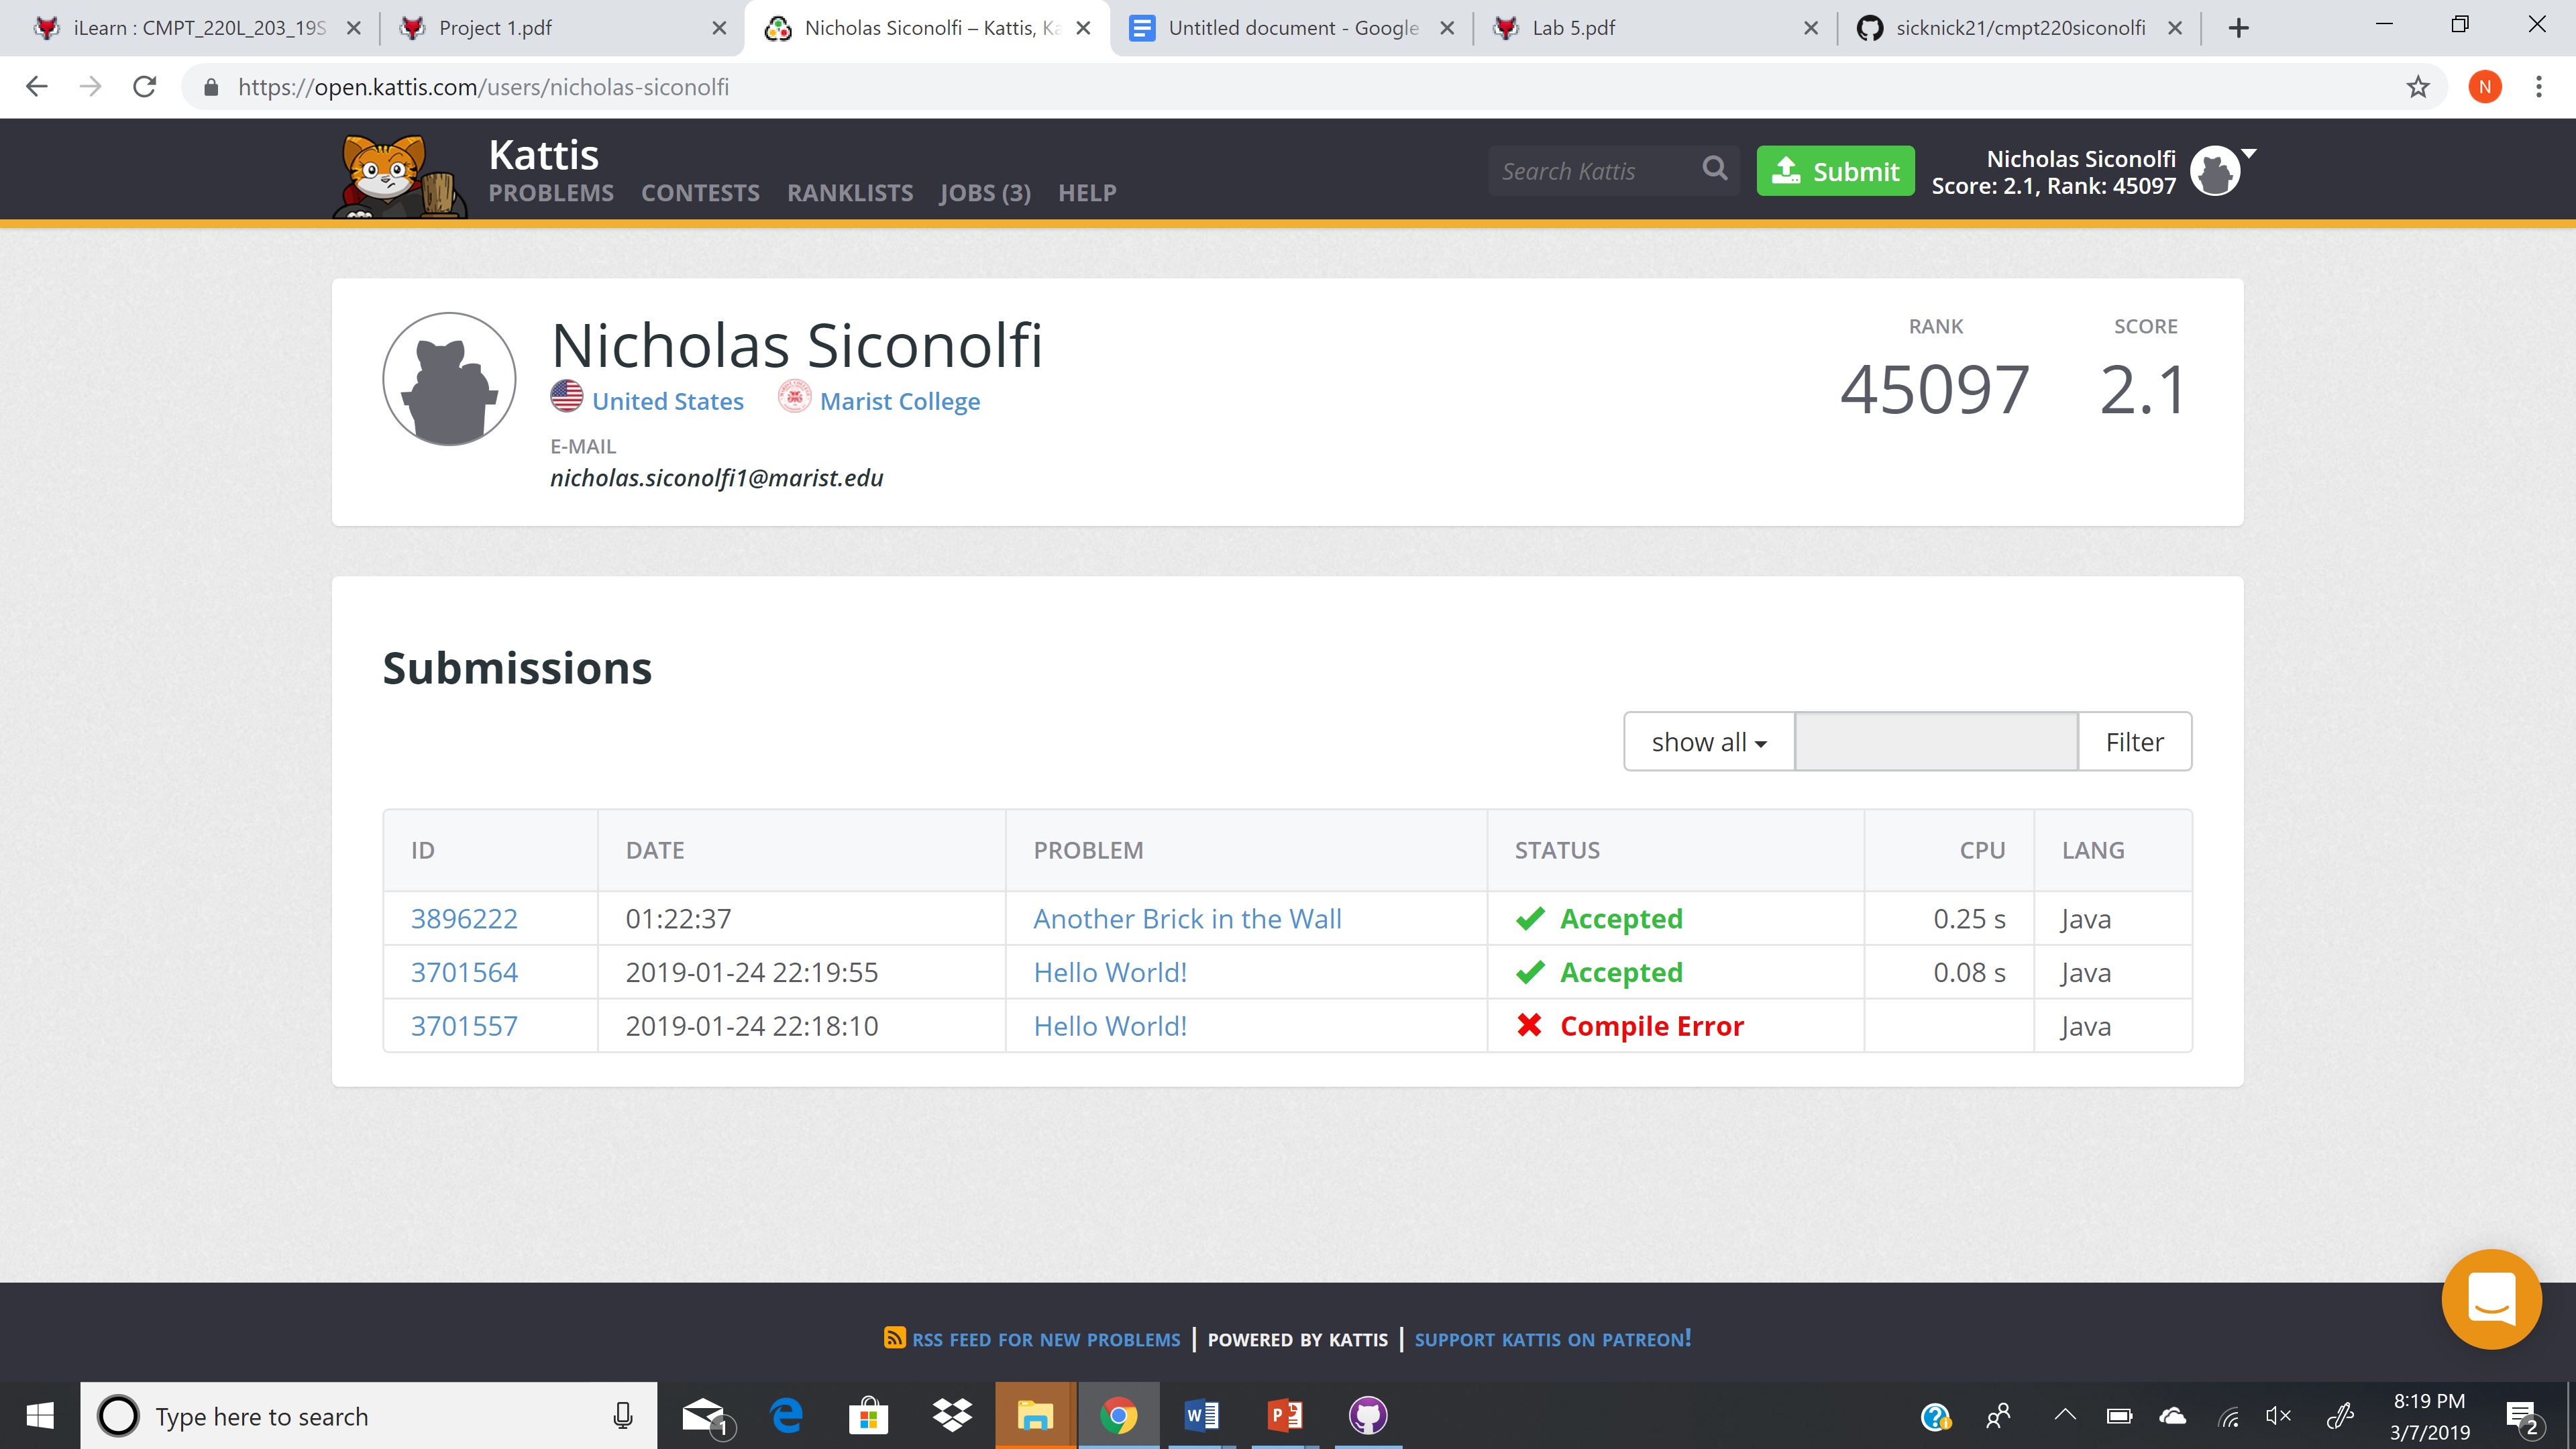 iLearn : CMPT_220L_203_19S
Project 1.pdf
Nicholas Siconolfi – Kattis, Ka
Untitled document - Google
Lab 5.pdf
sicknick21/cmpt220siconolfi
https://open.kattis.com/users/nicholas-siconolfi
N
Kattis
PROBLEMS CONTESTS RANKLISTS JOBS (3) HELP
Search Kattis
Submit
Nicholas Siconolfi
Score: 2.1, Rank: 45097
Nicholas Siconolfi
United States Marist College
E-MAIL
nicholas.siconolfi1@marist.edu
RANK SCORE
45097 2.1
Submissions
show all Filter
ID DATE PROBLEM STATUS CPU LANG
3896222 01:22:37 Another Brick in the Wall Accepted 0.25 s Java
3701564 2019-01-24 22:19:55 Hello World! Accepted 0.08 s Java
3701557 2019-01-24 22:18:10 Hello World! Compile Error Java
RSS FEED FOR NEW PROBLEMS | POWERED BY KATTIS | SUPPORT KATTIS ON PATREON!
Type here to search
1
8:19 PM
3/7/2019
2